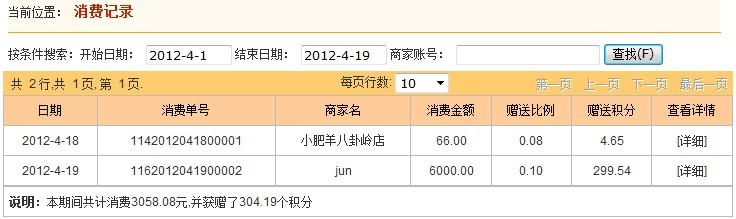 当前位置： 消费记录
按条件搜索：开始日期： 2012-4-1 结束日期： 2012-4-19 商家账号： 查找(F)
共 2行,共 1页,第 1页. 每页行数: 10 第一页 上一页 下一页 最后一页
日期 消费单号 商家名 消费金额 赠送比例 赠送积分 查看详情
2012-4-18 1142012041800001 小肥羊八卦岭店 66.00 0.08 4.65 [详细]
2012-4-19 1162012041900002 jun 6000.00 0.10 299.54 [详细]
说明：本期间共计消费3058.08元,并获赠了304.19个积分